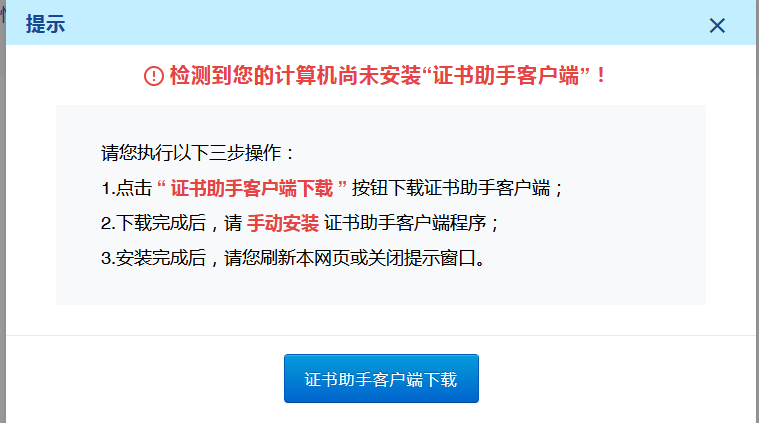 提示
检测到您的计算机尚未安装“证书助手客户端”！
请您执行以下三步操作：
1.点击“ 证书助手客户端下载 ”按钮下载证书助手客户端；
2.下载完成后，请 手动安装 证书助手客户端程序；
3.安装完成后，请您刷新本网页或关闭提示窗口。
证书助手客户端下载